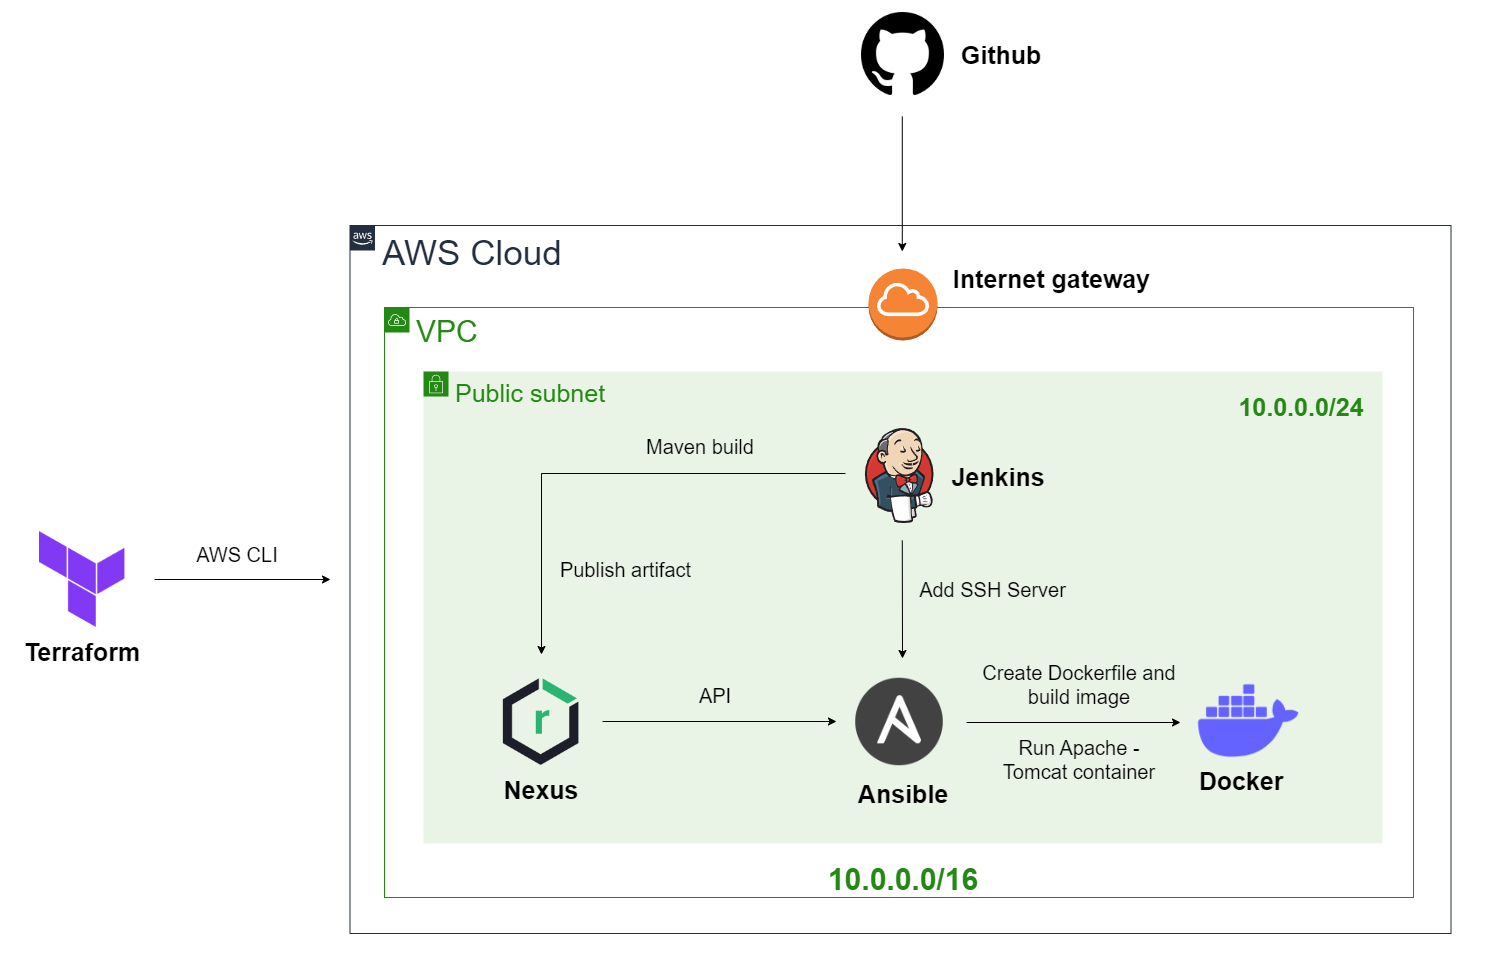 Github
aws
AWS Cloud
Internet gateway
VPC
Public subnet
10.0.0.0/24
Maven build
Jenkins
AWS CLI
Publish artifact
Add SSH Server
Terraform
Create Dockerfile and
build image
API
r
Run Apache -
Tomcat container
Nexus
Ansible
Docker
10.0.0.0/16